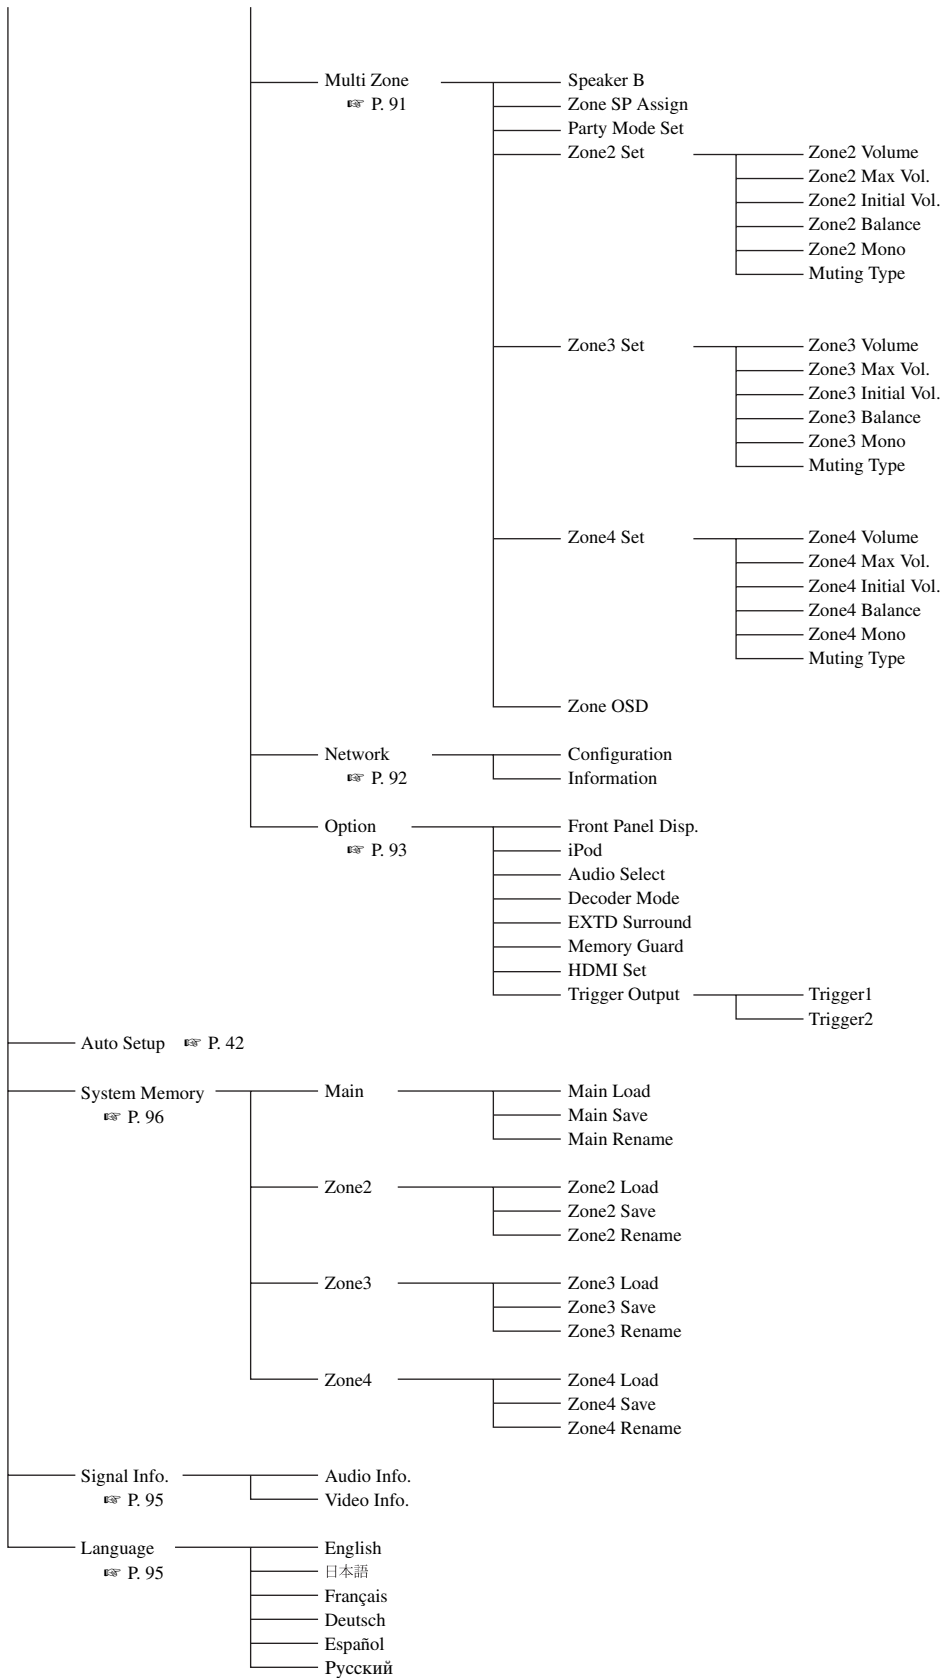 Multi Zone
☞ P. 91
Speaker B
Zone SP Assign
Party Mode Set
Zone2 Set
Zone2 Volume
Zone2 Max Vol.
Zone2 Initial Vol.
Zone2 Balance
Zone2 Mono
Muting Type
Zone3 Set
Zone3 Volume
Zone3 Max Vol.
Zone3 Initial Vol.
Zone3 Balance
Zone3 Mono
Muting Type
Zone4 Set
Zone4 Volume
Zone4 Max Vol.
Zone4 Initial Vol.
Zone4 Balance
Zone4 Mono
Muting Type
Zone OSD
Network
☞ P. 92
Configuration
Information
Option
☞ P. 93
Front Panel Disp.
iPod
Audio Select
Decoder Mode
EXTD Surround
Memory Guard
HDMI Set
Trigger Output
Trigger1
Trigger2
Auto Setup ☞ P. 42
System Memory
☞ P. 96
Main
Main Load
Main Save
Main Rename
Zone2
Zone2 Load
Zone2 Save
Zone2 Rename
Zone3
Zone3 Load
Zone3 Save
Zone3 Rename
Zone4
Zone4 Load
Zone4 Save
Zone4 Rename
Signal Info.
☞ P. 95
Audio Info.
Video Info.
Language
☞ P. 95
English
日本語
Français
Deutsch
Español
Русский